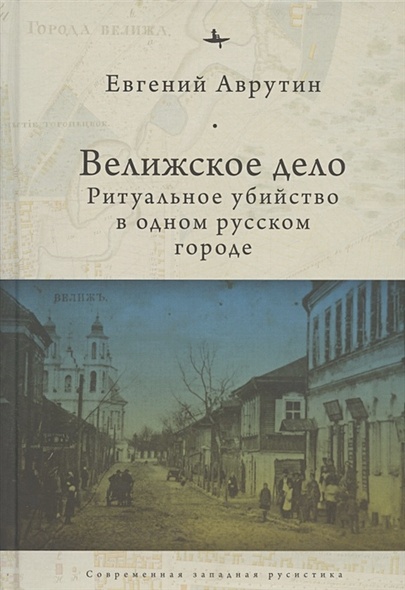 ГОРОДА ВЕЛИЖА.
Евгений Аврутин
Велижское дело
Ритуальное убийство
в одном русском
городе
ВЕЛИЖЪ.
Современная западная русистика